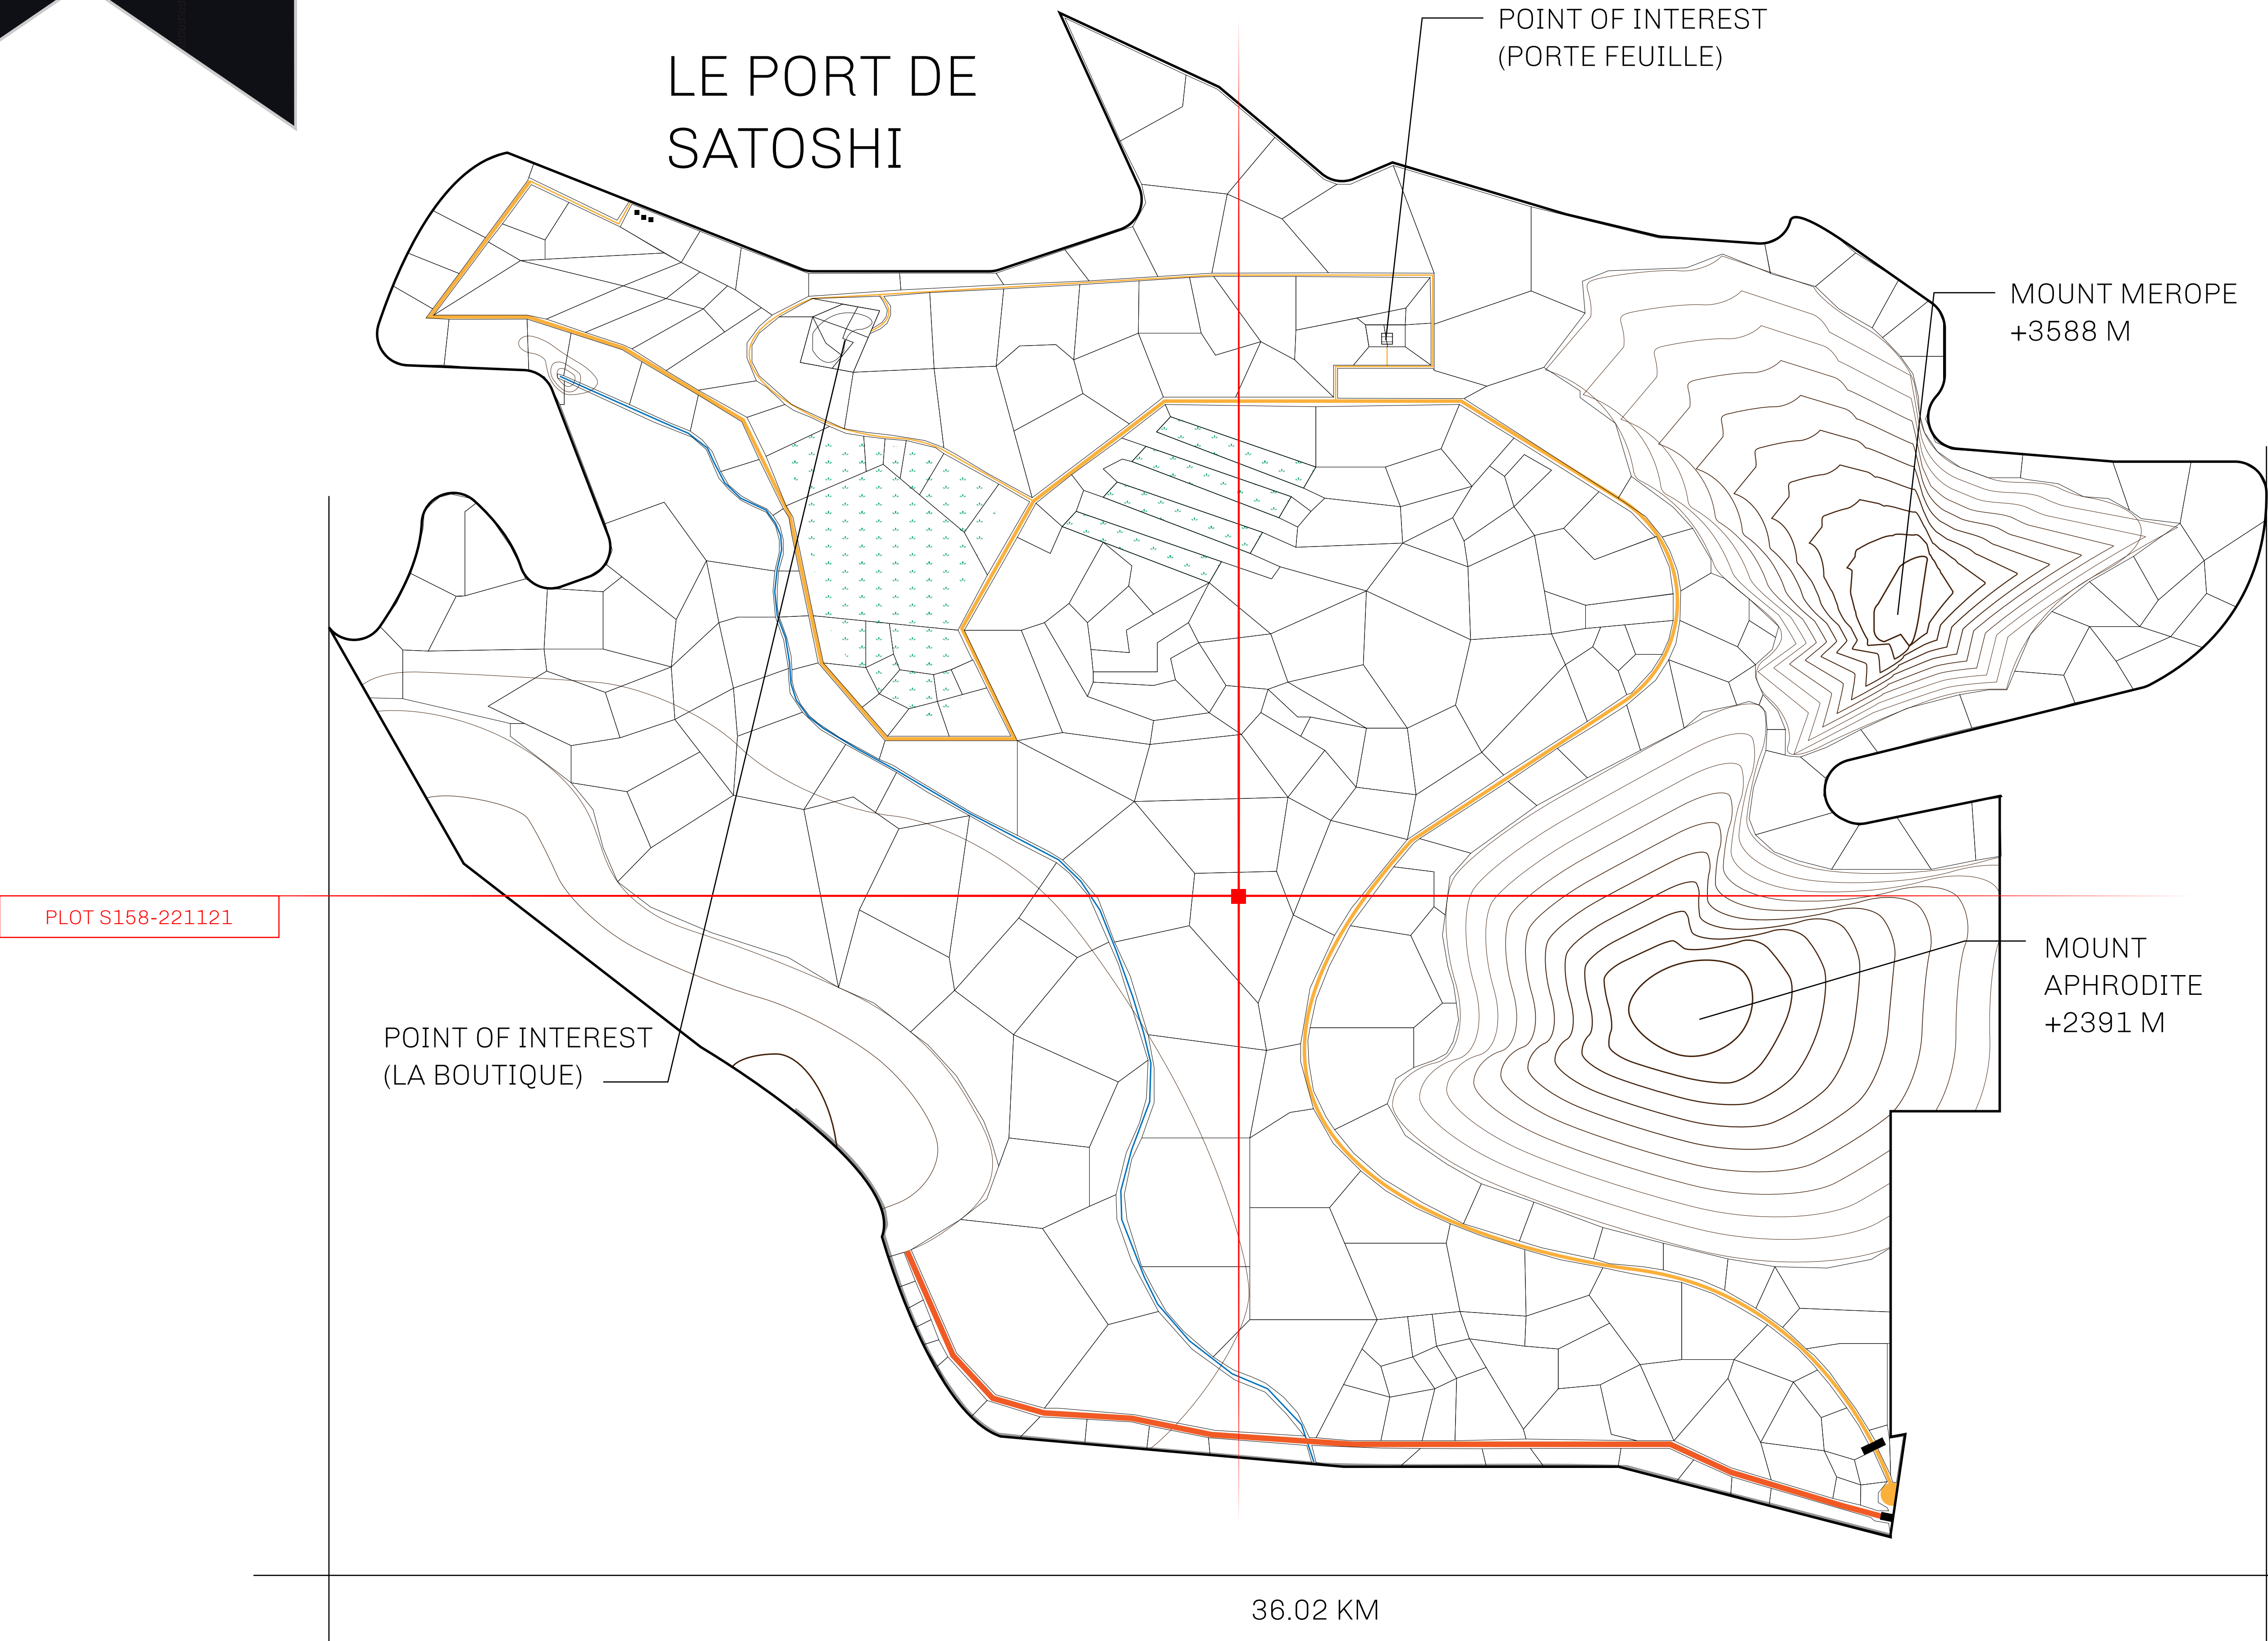 LE PORT DE
SATOSHI
POINT OF INTEREST
(PORTE FEUILLE)
MOUNT MEROPE
+3588 M
PLOT S158-221121
MOUNT
APHRODITE
+2391 M
POINT OF INTEREST
(LA BOUTIQUE)
36.02 KM